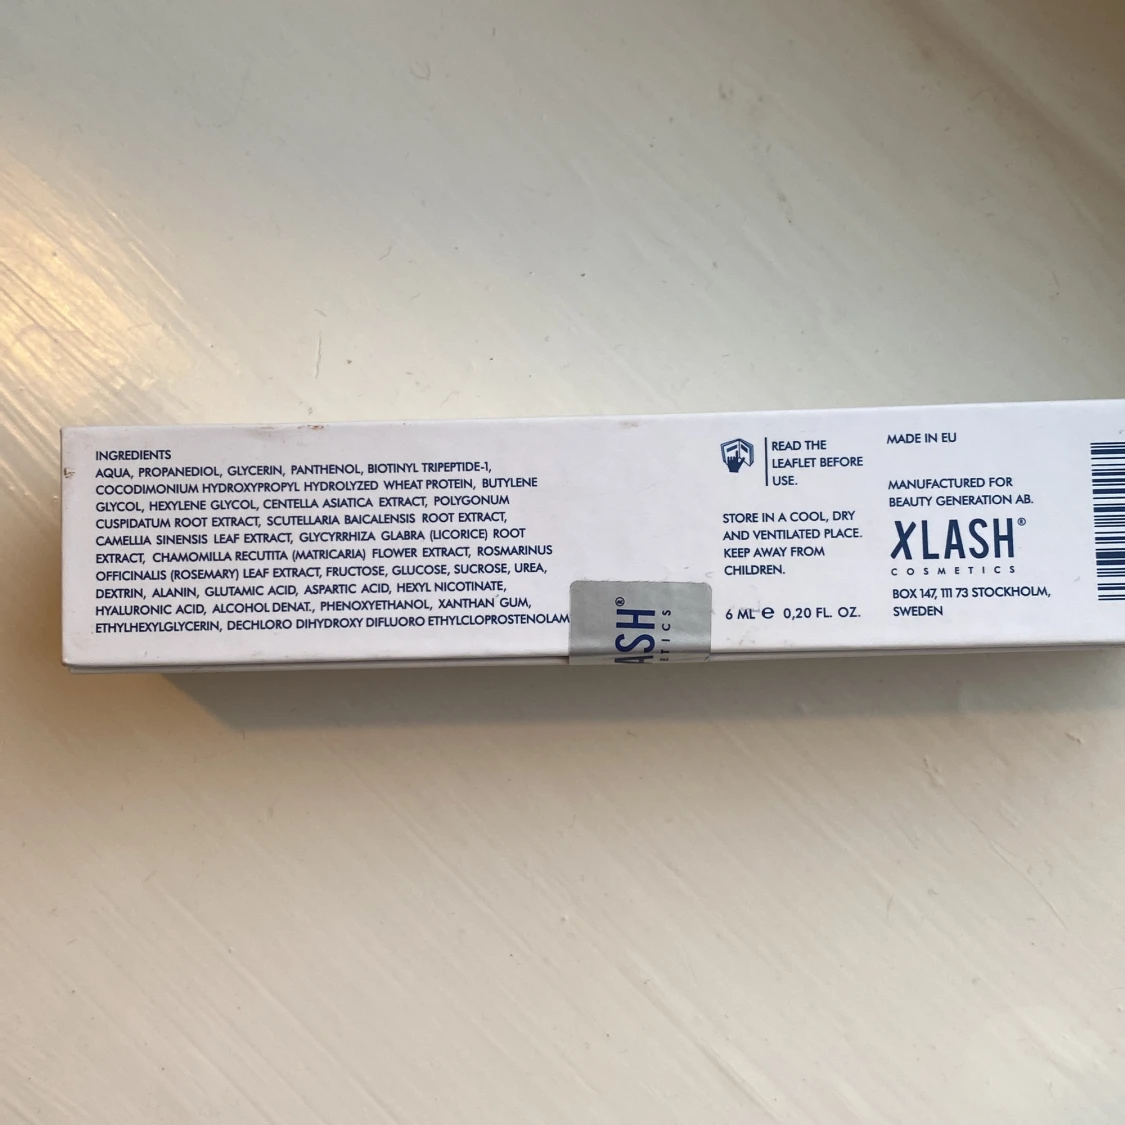 INGREDIENTS
AQUA, PROPANEDIOL, GLYCERIN, PANTHENOL, BIOTINYL TRIPEPTIDE-1,
COCODIMONIUM HYDROXYPROPYL HYDROLYZED WHEAT PROTEIN, BUTYLENE
GLYCOL, HEXYLENE GLYCOL, CENTELLA ASIATICA EXTRACT, POLYGONUM
CUSPIDATUM ROOT EXTRACT, SCUTELLARIA BAICALENSIS ROOT EXTRACT,
CAMELLIA SINENSIS LEAF EXTRACT, GLYCYRRHIZA GLABRA (LICORICE) ROOT
EXTRACT, CHAMOMILLA RECUTITA (MATRICARIA) FLOWER EXTRACT, ROSMARINUS
OFFICINALIS (ROSEMARY) LEAF EXTRACT, FRUCTOSE, GLUCOSE, SUCROSE, UREA,
DEXTRIN, ALANIN, GLUTAMIC ACID, ASPARTIC ACID, HEXYL NICOTINATE,
HYALURONIC ACID, ALCOHOL DENAT., PHENOXYETHANOL, XANTHAN GUM,
ETHYLHEXYLGLYCERIN, DECHLORO DIHYDROXY DIFLUORO ETHYLCLOPROSTENOLAM
ASH®
ETICS
READ THE
LEAFLET BEFORE
USE.
STORE IN A COOL, DRY
AND VENTILATED PLACE.
KEEP AWAY FROM
CHILDREN.
6 ML ℮ 0,20 FL. OZ.
MADE IN EU
MANUFACTURED FOR
BEAUTY GENERATION AB.
XLASH®
COSMETICS
BOX 147, 111 73 STOCKHOLM,
SWEDEN